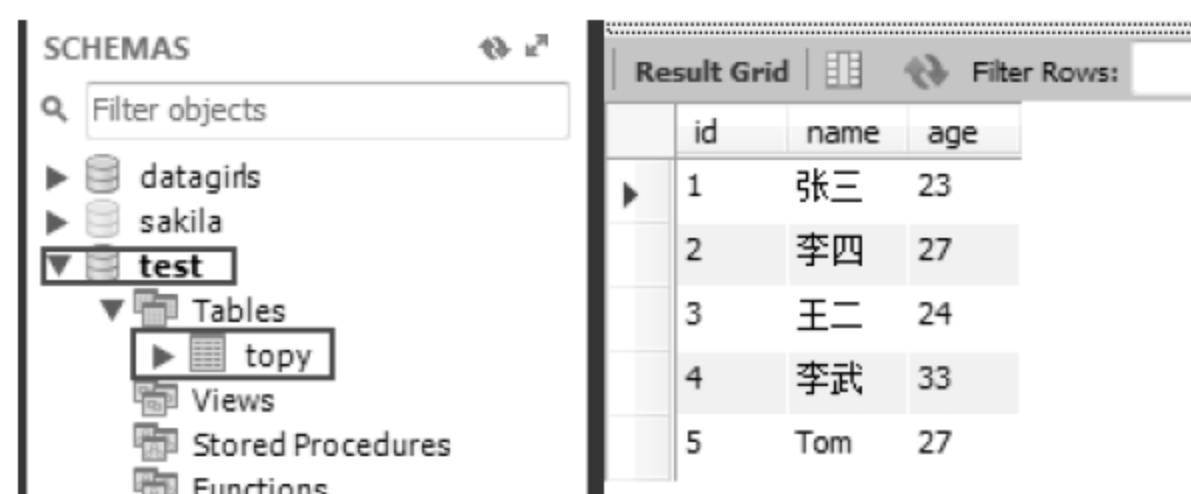 SCHEMAS
Filter objects
datagirls
sakila
test
Tables
topy
Views
Stored Procedures
Functions
Result Grid
Filter Rows:
id name age
1 张三 23
2 李四 27
3 王二 24
4 李武 33
5 Tom 27